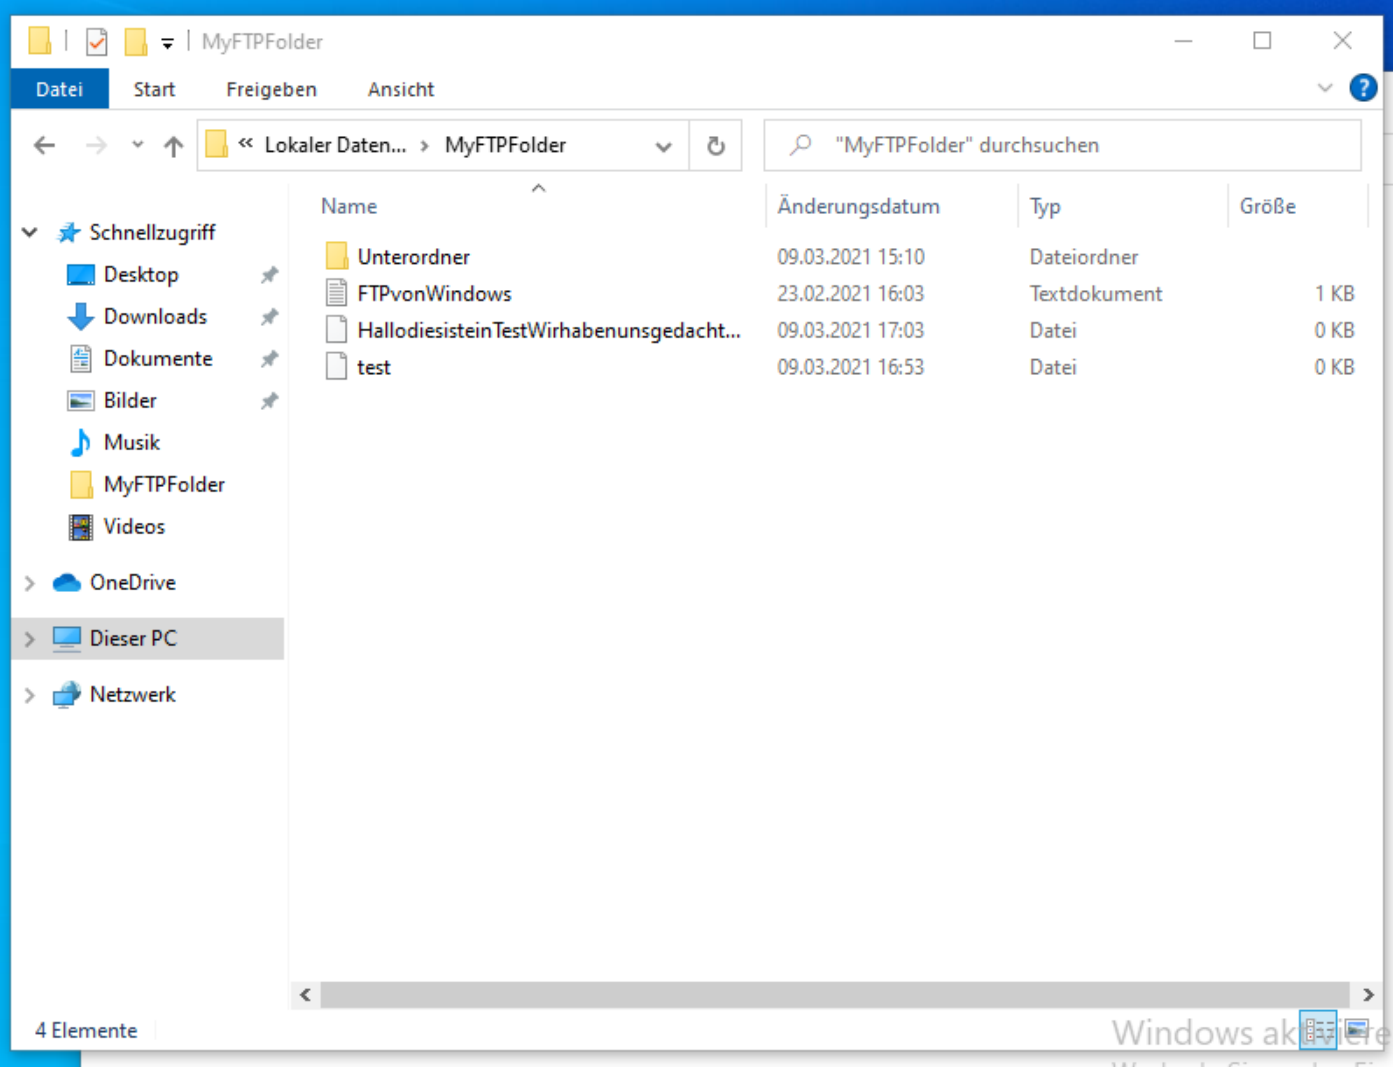 MyFTPFolder
Datei Start Freigeben Ansicht
« Lokaler Daten... › MyFTPFolder "MyFTPFolder" durchsuchen
Name Änderungsdatum Typ Größe
Schnellzugriff
Desktop
Downloads
Dokumente
Bilder
Musik
MyFTPFolder
Videos
OneDrive
Dieser PC
Netzwerk
Unterordner 09.03.2021 15:10 Dateiordner
FTPvonWindows 23.02.2021 16:03 Textdokument 1 KB
HallodiesisteinTestWirhabenunsgedacht... 09.03.2021 17:03 Datei 0 KB
test 09.03.2021 16:53 Datei 0 KB
4 Elemente
Windows